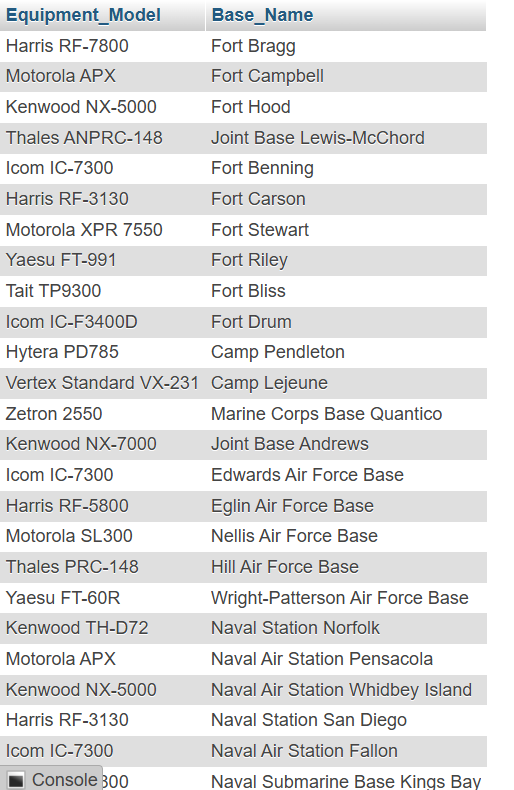 Equipment_Model Base_Name
Harris RF-7800 Fort Bragg
Motorola APX Fort Campbell
Kenwood NX-5000 Fort Hood
Thales ANPRC-148 Joint Base Lewis-McChord
Icom IC-7300 Fort Benning
Harris RF-3130 Fort Carson
Motorola XPR 7550 Fort Stewart
Yaesu FT-991 Fort Riley
Tait TP9300 Fort Bliss
Icom IC-F3400D Fort Drum
Hytera PD785 Camp Pendleton
Vertex Standard VX-231 Camp Lejeune
Zetron 2550 Marine Corps Base Quantico
Kenwood NX-7000 Joint Base Andrews
Icom IC-7300 Edwards Air Force Base
Harris RF-5800 Eglin Air Force Base
Motorola SL300 Nellis Air Force Base
Thales PRC-148 Hill Air Force Base
Yaesu FT-60R Wright-Patterson Air Force Base
Kenwood TH-D72 Naval Station Norfolk
Motorola APX Naval Air Station Pensacola
Kenwood NX-5000 Naval Air Station Whidbey Island
Harris RF-3130 Naval Station San Diego
Icom IC-7300 Naval Air Station Fallon
Console Naval Submarine Base Kings Bay